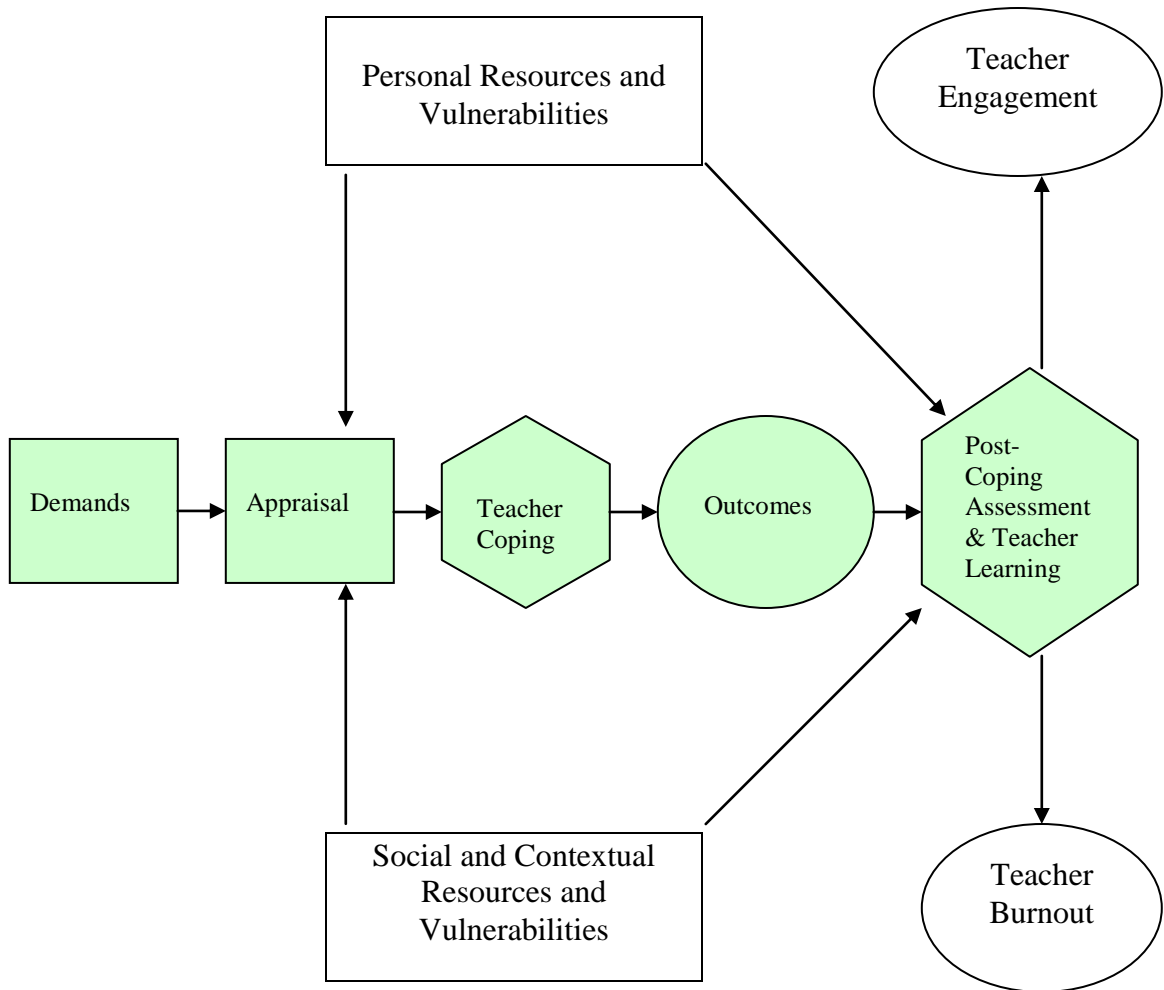 Personal Resources and
Vulnerabilities
Teacher
Engagement
Demands
Appraisal
Teacher
Coping
Outcomes
Post-
Coping
Assessment
& Teacher
Learning
Social and Contextual
Resources and
Vulnerabilities
Teacher
Burnout